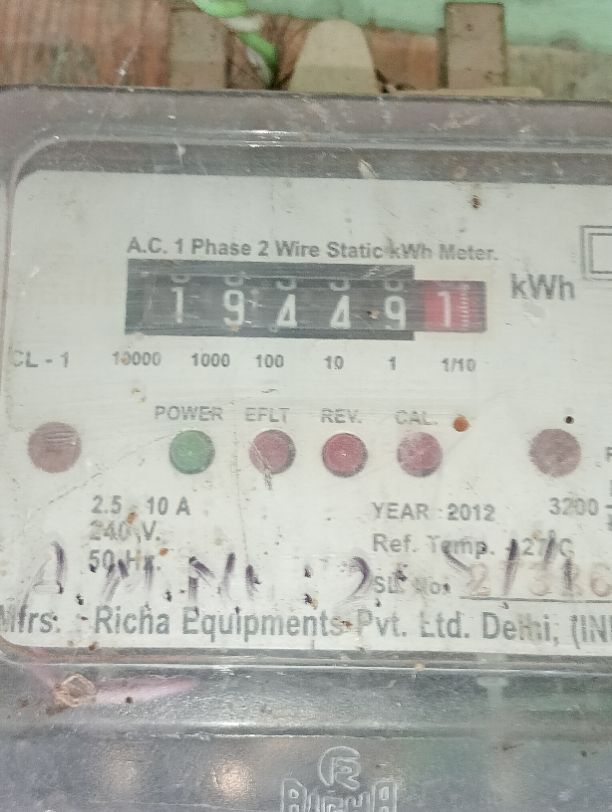 A.C. 1 Phase 2 Wire Static kWh Meter.
1 9 4 4 9 1 kWh
CL - 1 10000 1000 100 10 1 1/10
POWER EFLT REV. CAL.
2.5 - 10 A YEAR : 2012 3200
240 V. Ref. Temp. : 27°C
50 Hz. SL. No.
Mfrs: - Richa Equipments Pvt. Ltd. Delhi, (IN
RICHA